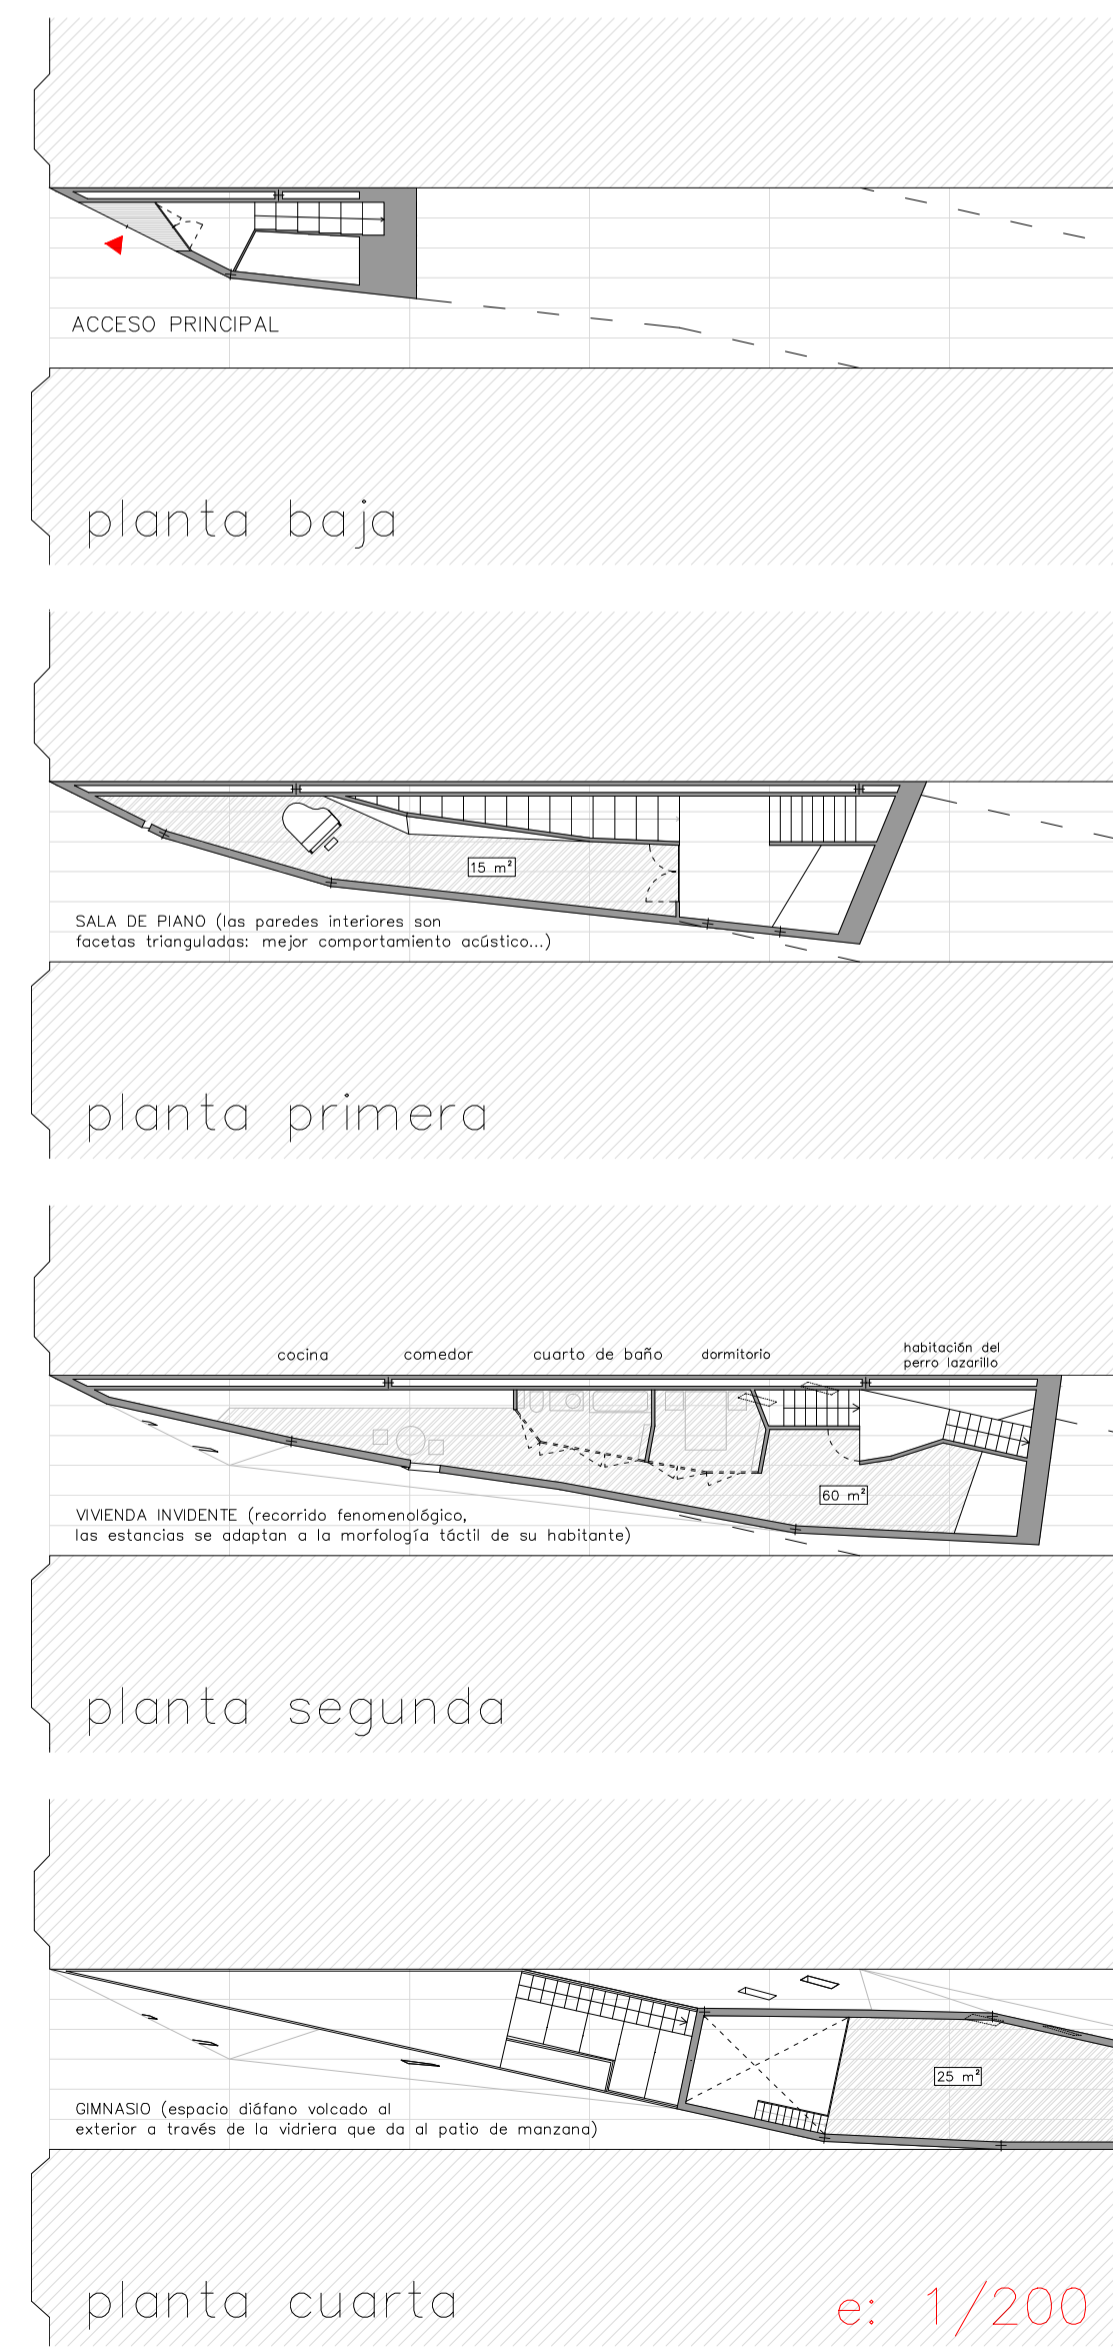 ACCESO PRINCIPAL
planta baja
15 m²
SALA DE PIANO (las paredes interiores son
facetas trianguladas: mejor comportamiento acústico...)
planta primera
cocina
comedor
cuarto de baño
dormitorio
habitación del
perro lazarillo
60 m²
VIVIENDA INVIDENTE (recorrido fenomenológico,
las estancias se adaptan a la morfología táctil de su habitante)
planta segunda
25 m²
GIMNASIO (espacio diáfano volcado al
exterior a través de la vidriera que da al patio de manzana)
planta cuarta
e: 1/200